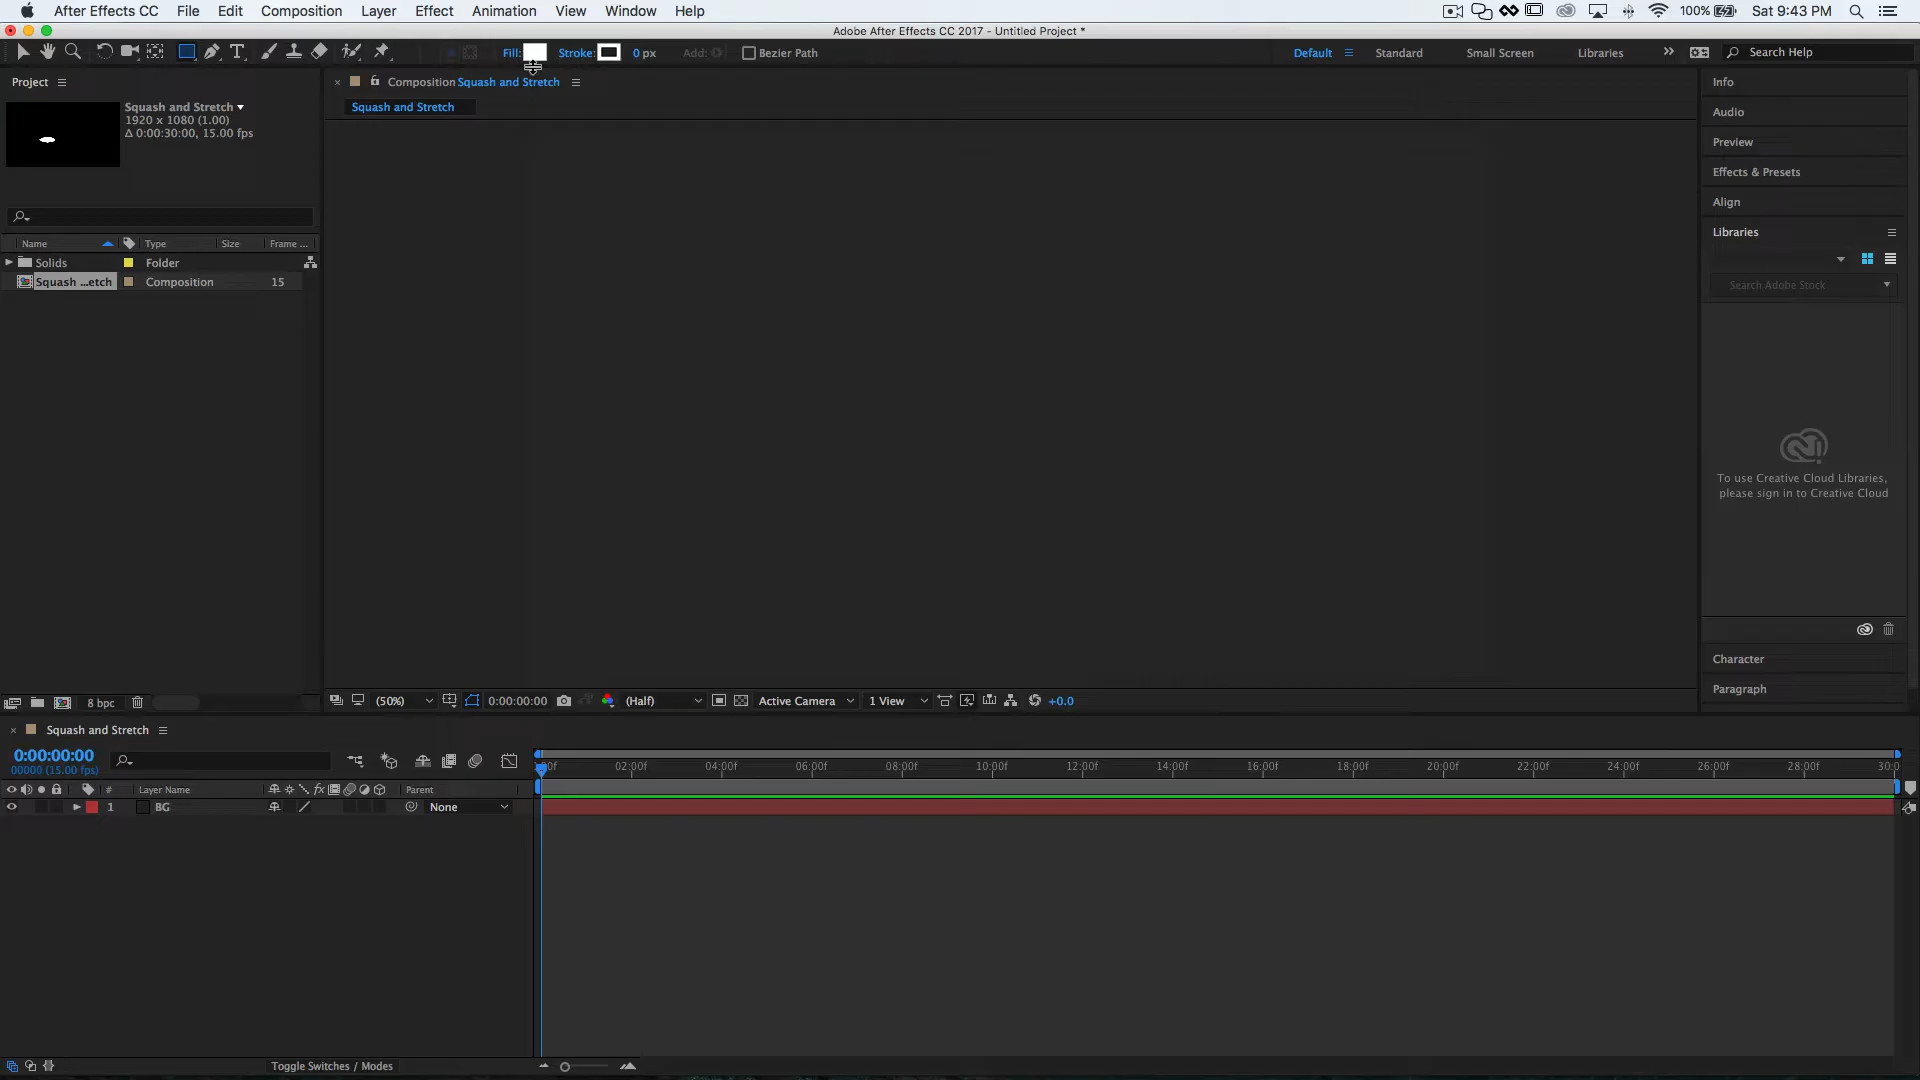 After Effects CC File Edit Composition Layer Effect Animation View Window Help 100% Sat 9:43 PM
Adobe After Effects CC 2017 - Untitled Project *
Fill: Stroke: 0 px Add: Bezier Path Default Standard Small Screen Libraries Search Help
Project
Composition Squash and Stretch
Info
Squash and Stretch
1920 x 1080 (1.00)
Δ 0:00:30:00, 15.00 fps
Squash and Stretch
Audio
Preview
Effects & Presets
Align
Libraries
Name Type Size Frame ...
Solids Folder
Squash ...etch Composition 15
Search Adobe Stock
To use Creative Cloud Libraries,
please sign in to Creative Cloud
Character
Paragraph
8 bpc
(50%) 0:00:00:00 (Half) Active Camera 1 View +0.0
Squash and Stretch
0:00:00:00
00000 (15.00 fps)
02:00f 04:00f 06:00f 08:00f 10:00f 12:00f 14:00f 16:00f 18:00f 20:00f 22:00f 24:00f 26:00f 28:00f 30:0
# Layer Name fx Parent
1 BG None
Toggle Switches / Modes